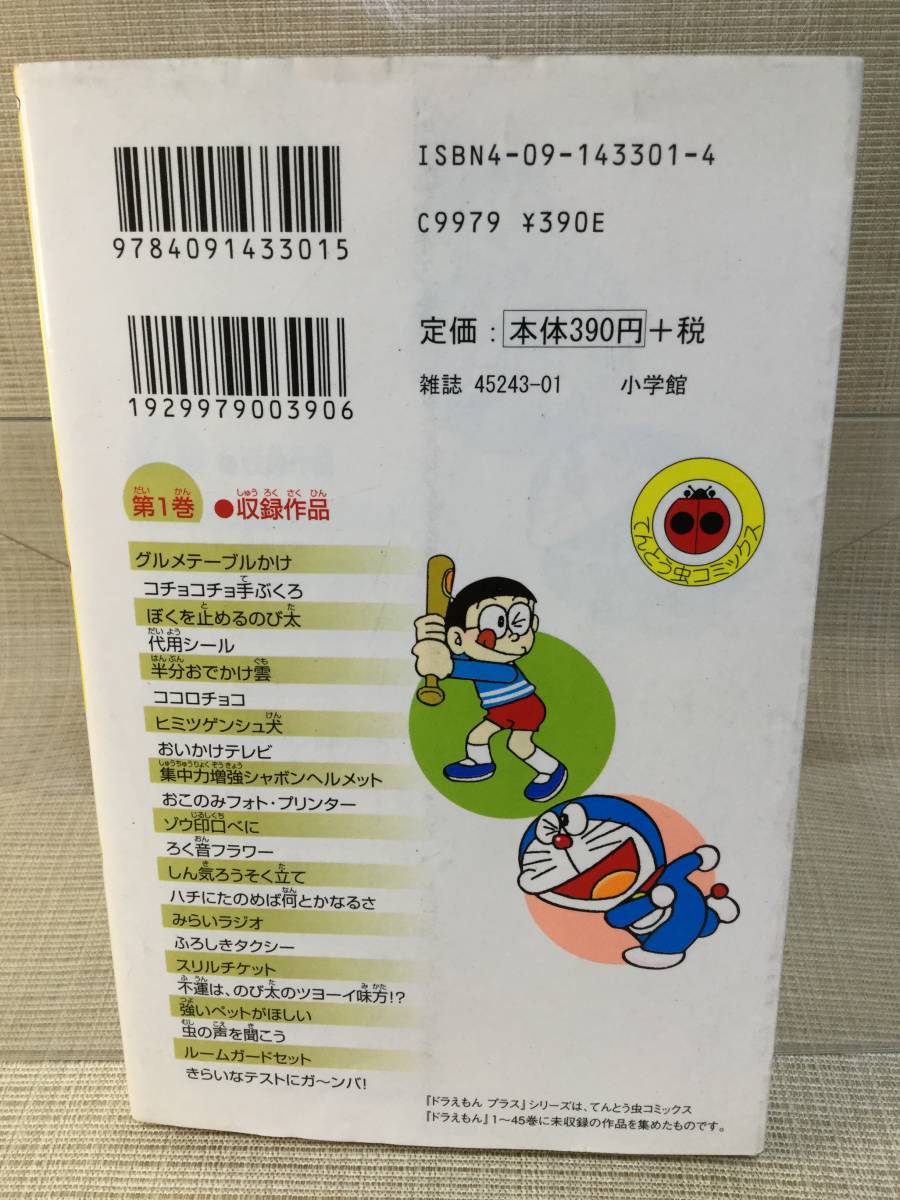 9784091433015
ISBN4-09-143301-4
C9979 ¥390E
1929979003906
定価：本体390円＋税
雑誌 45243-01 小学館
てんとう虫コミックス
第1巻 ●収録作品
グルメテーブルかけ
コチョコチョ手ぶくろ
ぼくを止めるのび太
代用シール
半分おでかけ雲
ココロチョコ
ヒミツゲンシュ犬
おいかけテレビ
集中力増強シャボンヘルメット
おこのみフォト・プリンター
ゾウ印口べに
ろく音フラワー
しん気ろうそく立て
ハチにたのめば何とかなるさ
みらいラジオ
ふろしきタクシー
スリルチケット
不運は、のび太のツヨーイ味方!?
強いペットがほしい
虫の声を聞こう
ルームガードセット
きらいなテストにガ〜ンバ!
『ドラえもん プラス』シリーズは、てんとう虫コミックス
『ドラえもん』1〜45巻に未収録の作品を集めたものです。